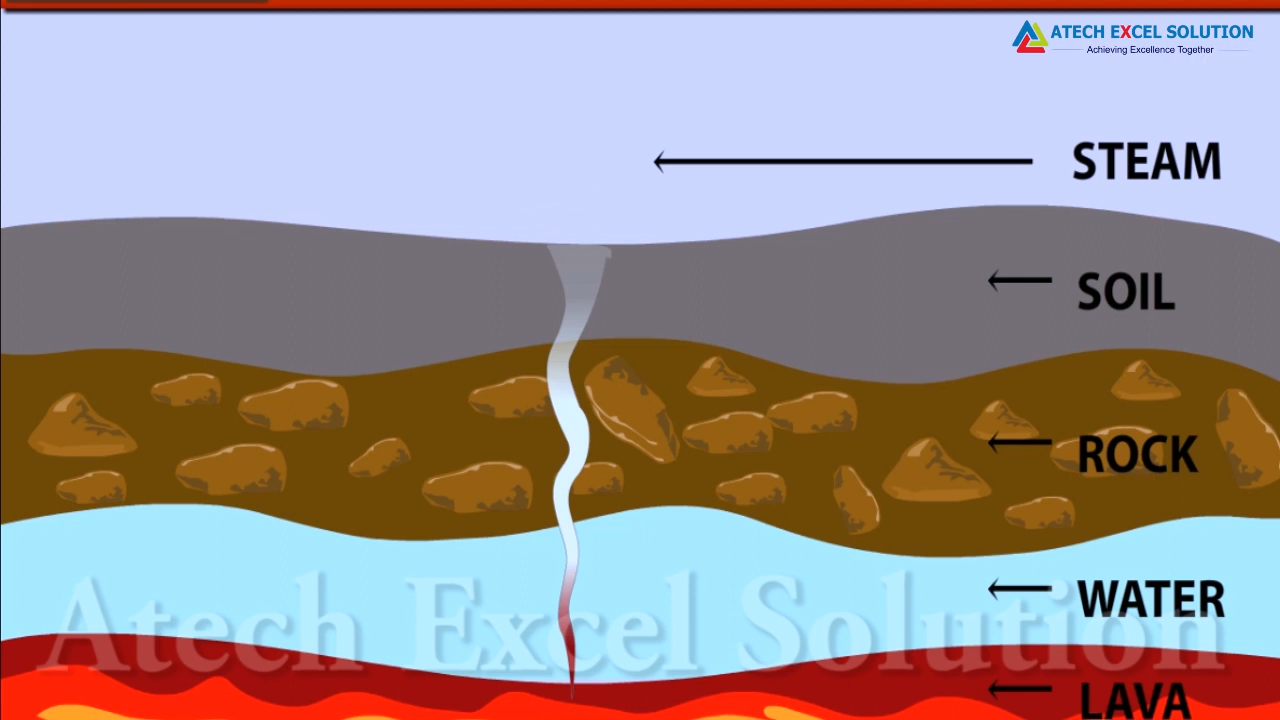 ATECH EXCEL SOLUTION
Achieving Excellence Together
STEAM
SOIL
ROCK
WATER
Atech Excel Solution
LAVA